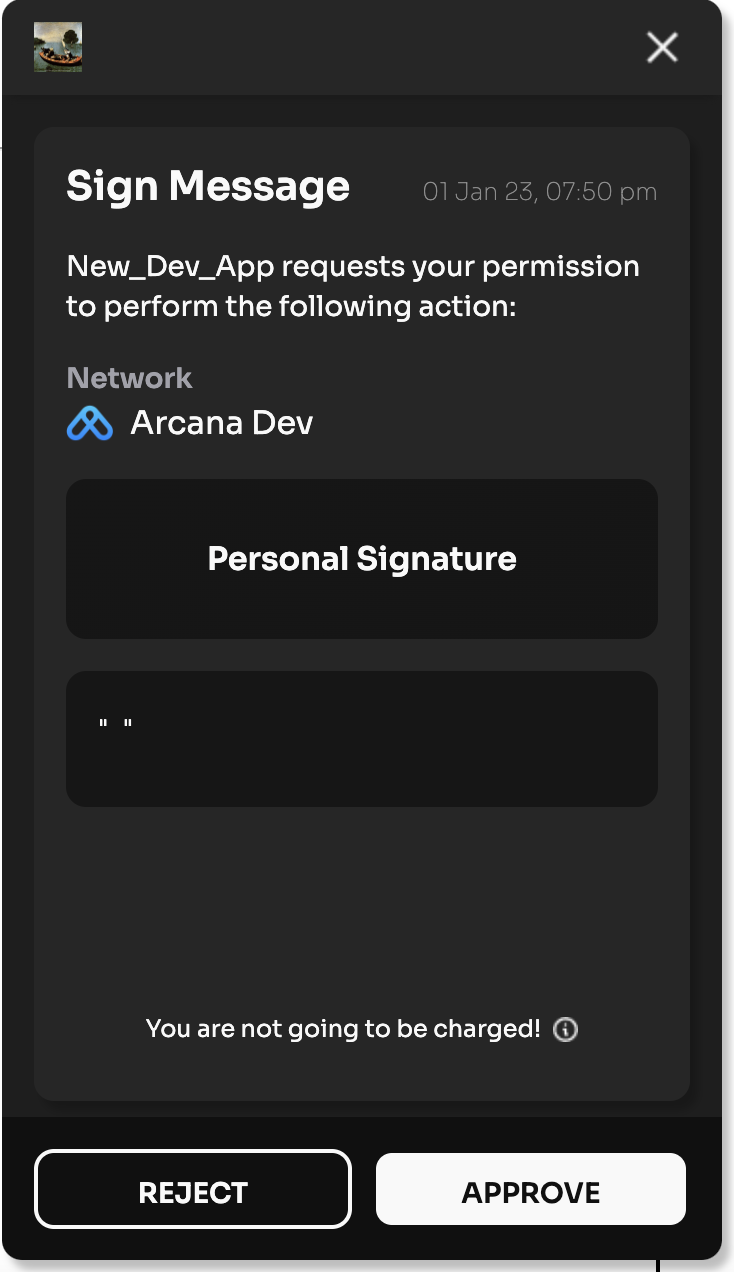 Sign Message
01 Jan 23, 07:50 pm
New_Dev_App requests your permission
to perform the following action:
Network
Arcana Dev
Personal Signature
" "
You are not going to be charged!
REJECT
APPROVE